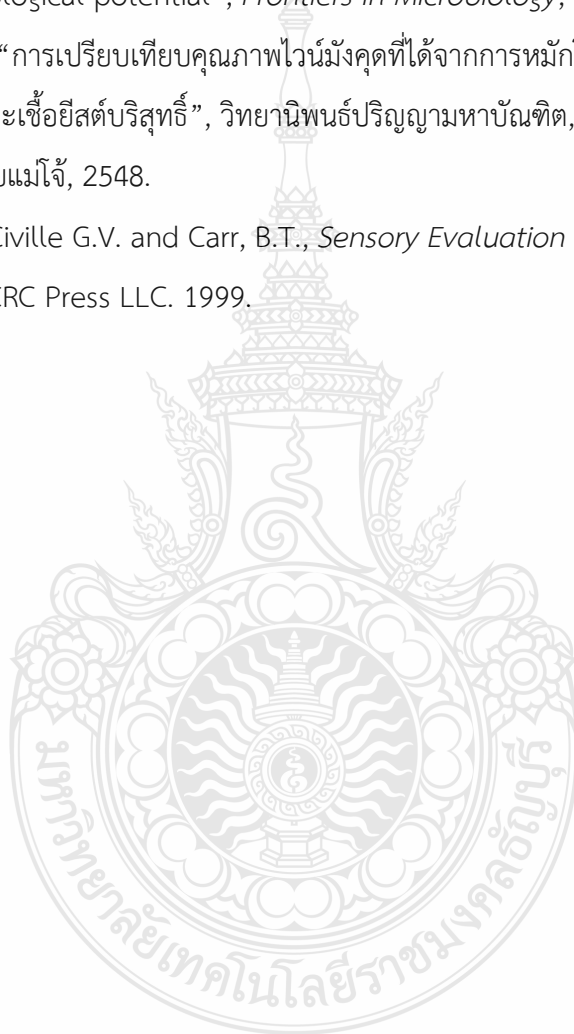 ological potential", Frontiers in Microbiology,
"การเปรียบเทียบคุณภาพไวน์มังคุดที่ได้จากการหมัก
ะเชื้อยีสต์บริสุทธิ์", วิทยานิพนธ์ปริญญามหาบัณฑิต,
ยแม่โจ้, 2548.
Civille G.V. and Carr, B.T., Sensory Evaluation
CRC Press LLC. 1999.
มหาวิทยาลัยเทคโนโลยีราชมงคลธัญบุรี